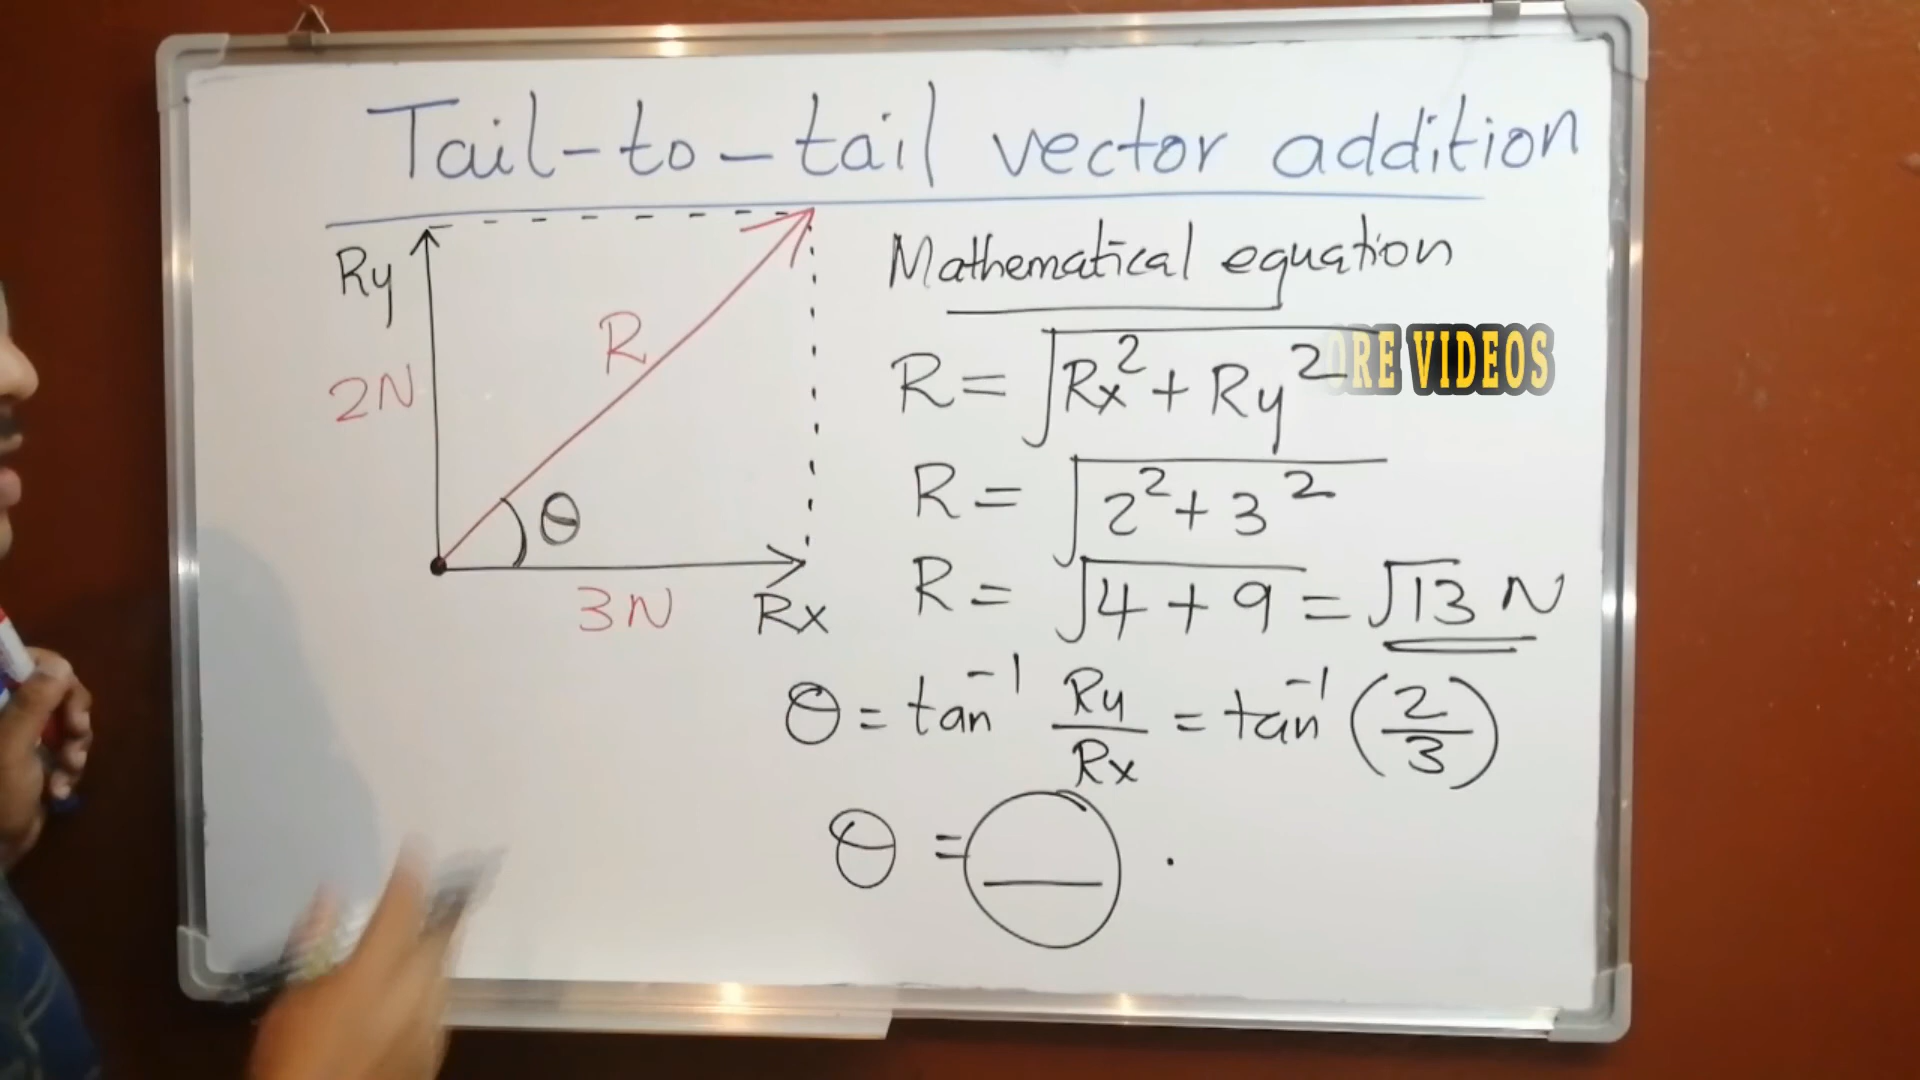 Tail-to-tail vector addition
Ry
2N
R
θ
3N
Rx
Mathematical equation
R = √Rx² + Ry²
ORE VIDEOS
R = √2² + 3²
R = √4 + 9 = √13 N
θ = tan⁻¹ Ry/Rx = tan⁻¹ (2/3)
θ =